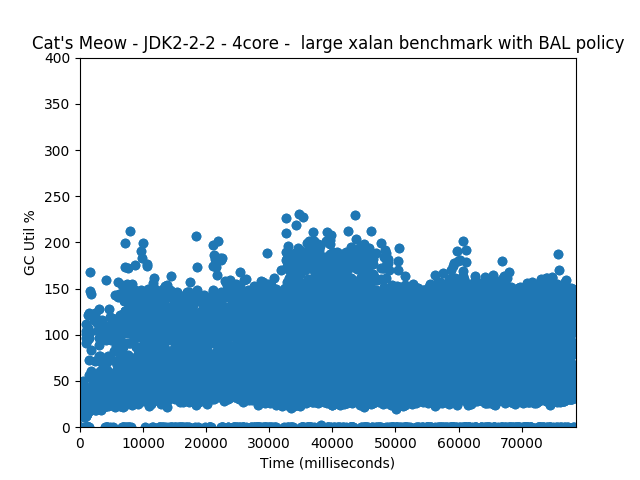 Cat's Meow - JDK2-2-2 - 4core -  large xalan benchmark with BAL policy
400
350
300
250
200
150
100
50
0
GC Util %
0 10000 20000 30000 40000 50000 60000 70000
Time (milliseconds)